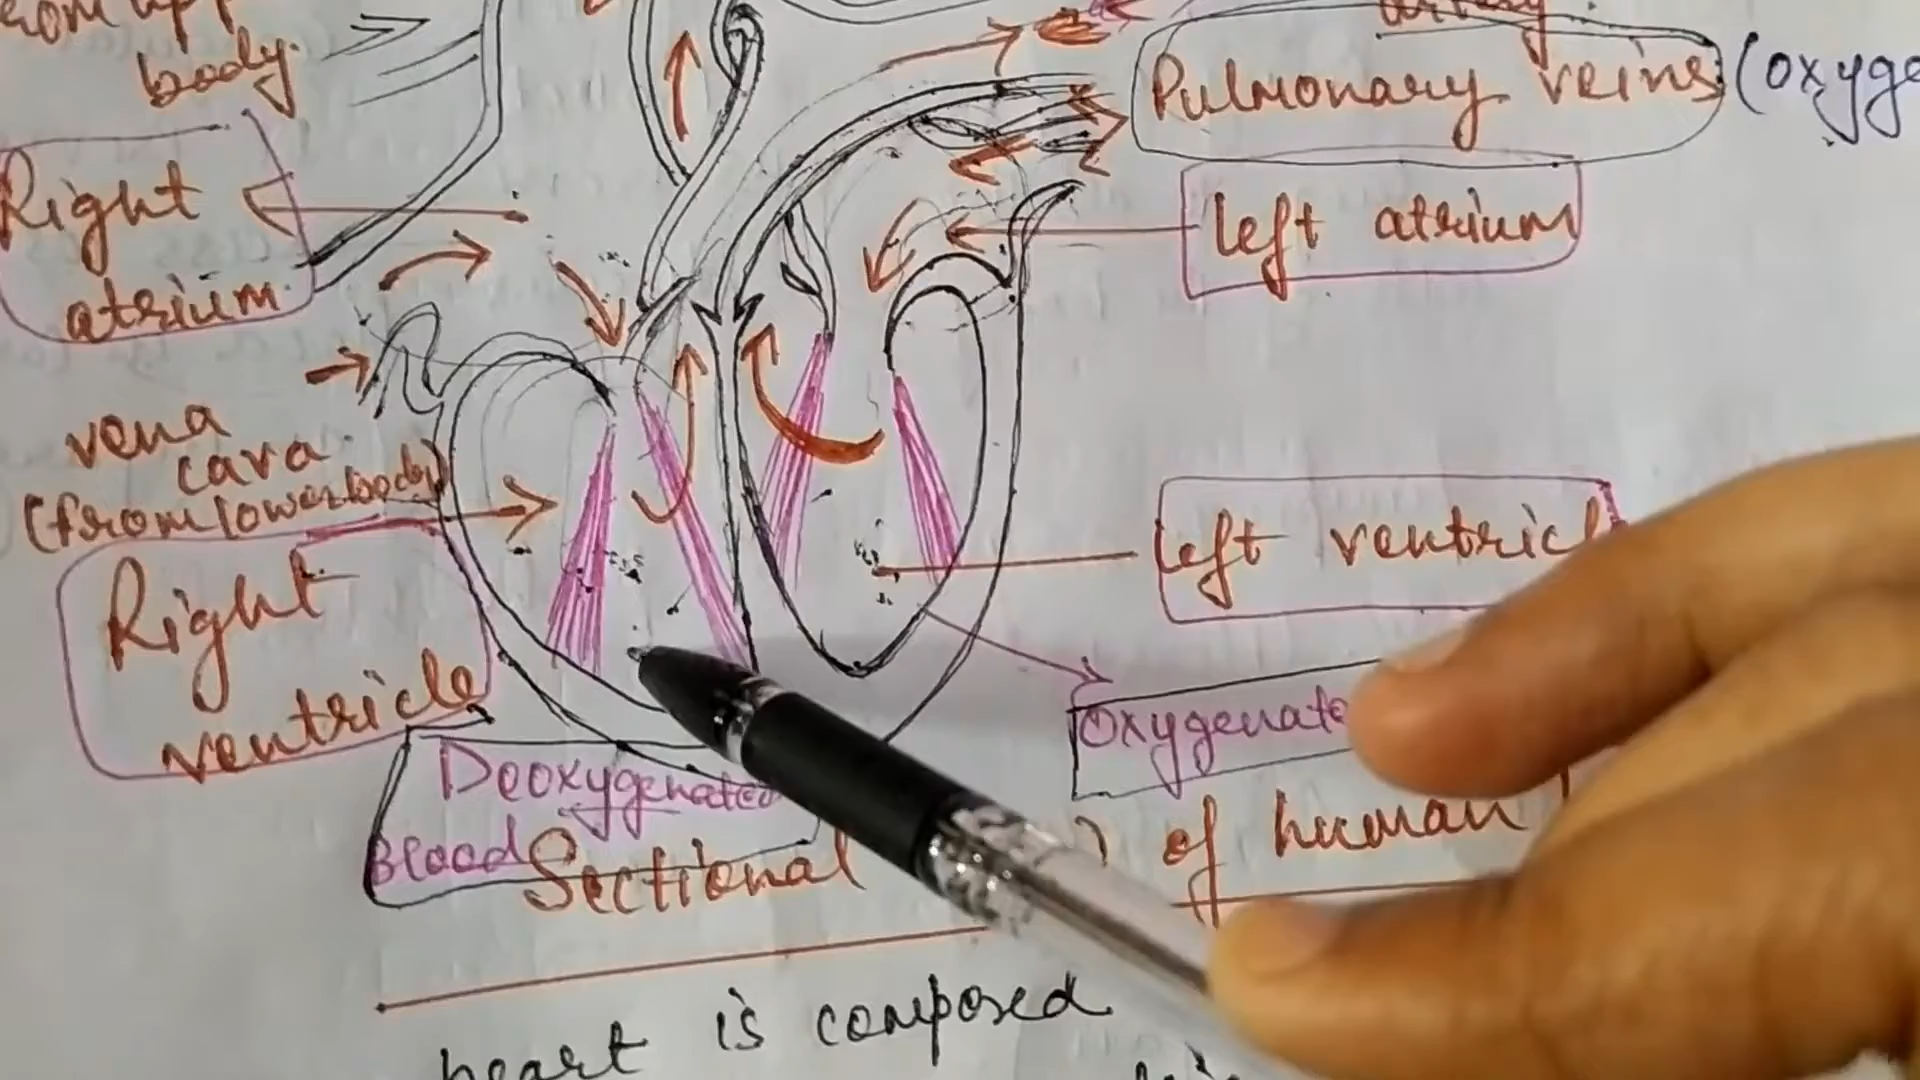 body.
artery.
Pulmonary veins (oxyge
Right
atrium.
left atrium
vena
cava
(from lower body)
left ventricl
Right
ventricle
Oxygenate
Deoxygenated
Blood
Sectional
of human
heart is composed